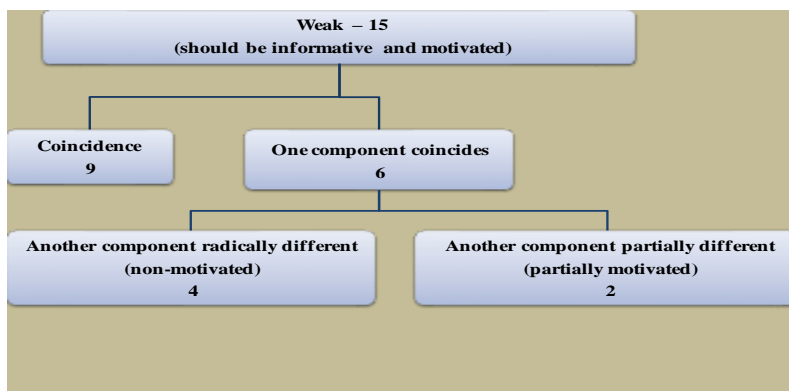 Weak – 15
(should be informative and motivated)
Coincidence
9
One component coincides
6
Another component radically different
(non-motivated)
4
Another component partially different
(partially motivated)
2